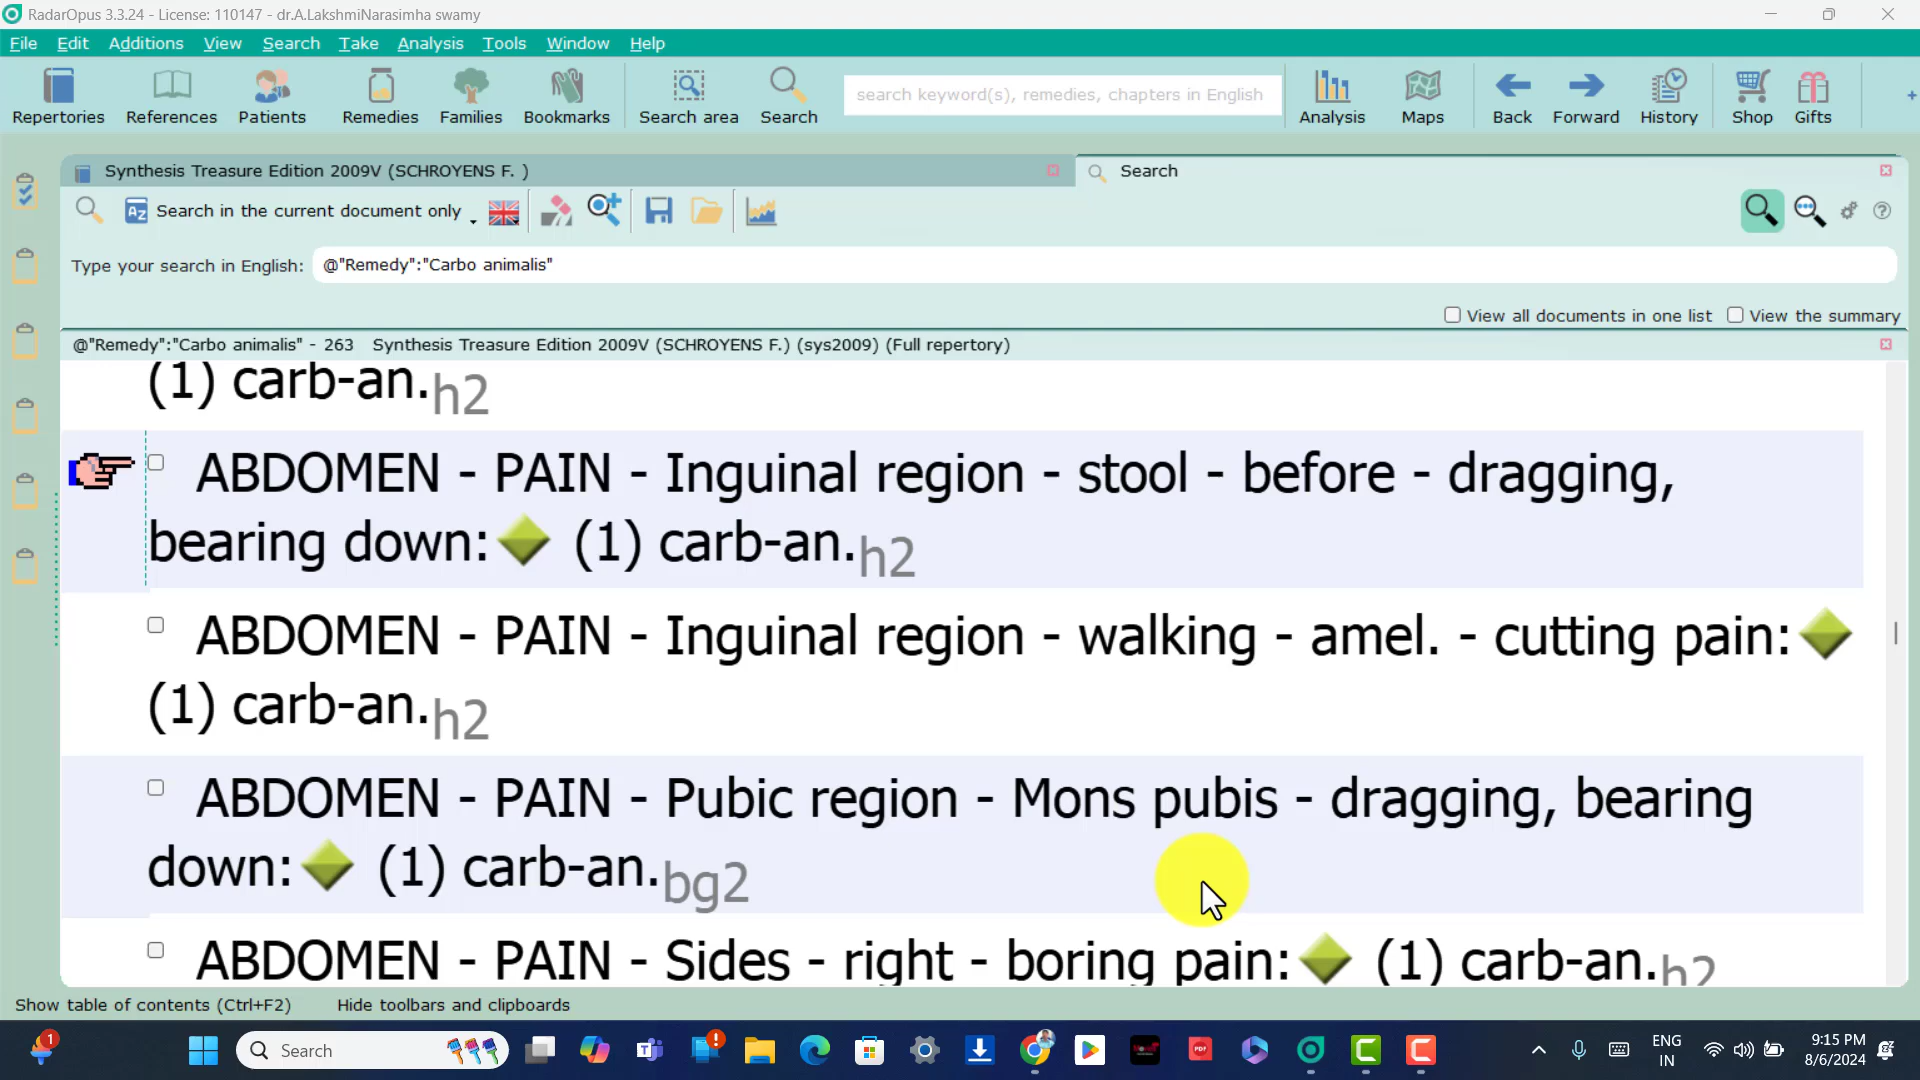 RadarOpus 3.3.24 - License: 110147 - dr.A.LakshmiNarasimha swamy
File Edit Additions View Search Take Analysis Tools Window Help
Repertories References Patients Remedies Families Bookmarks Search area Search search keyword(s), remedies, chapters in English Analysis Maps Back Forward History Shop Gifts
Synthesis Treasure Edition 2009V (SCHROYENS F. ) Search
Search in the current document only
Type your search in English: @"Remedy":"Carbo animalis"
View all documents in one list View the summary
@"Remedy":"Carbo animalis" - 263 Synthesis Treasure Edition 2009V (SCHROYENS F.) (sys2009) (Full repertory)
(1) carb-an.h2
ABDOMEN - PAIN - Inguinal region - stool - before - dragging,
bearing down: (1) carb-an.h2
ABDOMEN - PAIN - Inguinal region - walking - amel. - cutting pain:
(1) carb-an.h2
ABDOMEN - PAIN - Pubic region - Mons pubis - dragging, bearing
down: (1) carb-an.bg2
ABDOMEN - PAIN - Sides - right - boring pain: (1) carb-an.h2
Show table of contents (Ctrl+F2) Hide toolbars and clipboards
1 Search ENG 9:15 PM
IN 8/6/2024